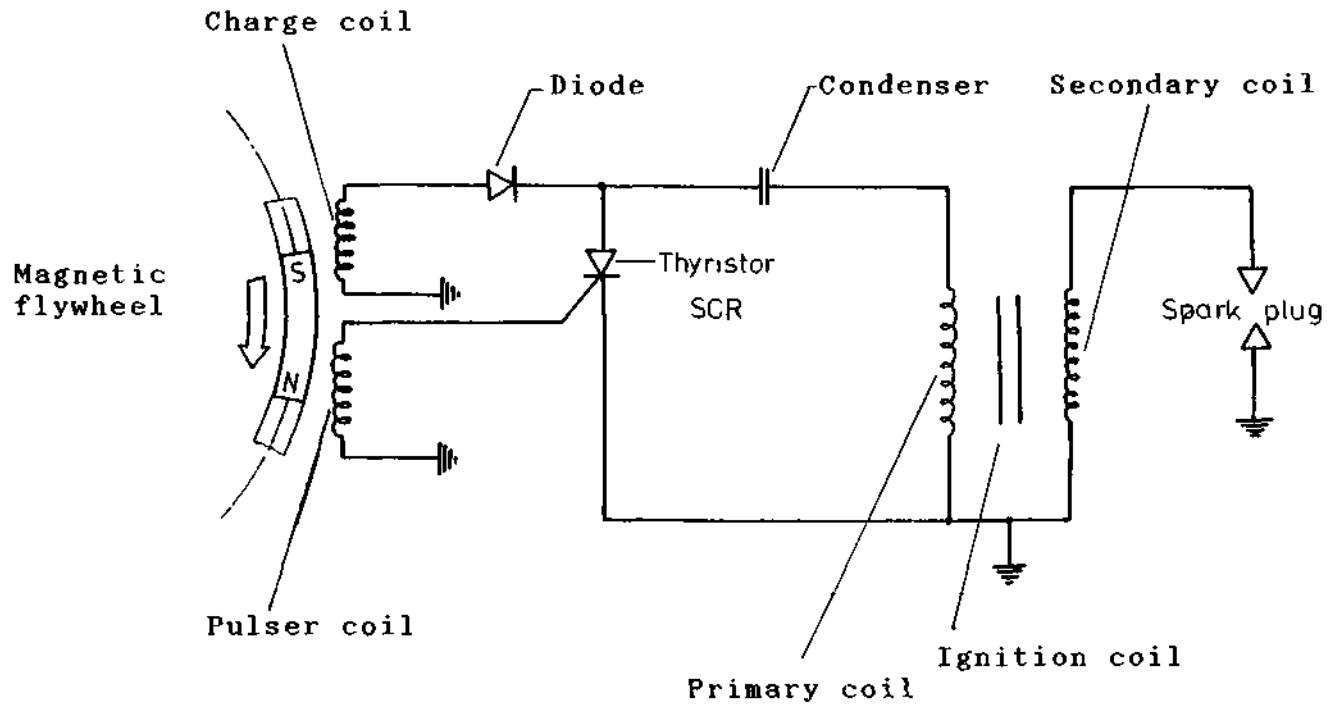 Charge coil
Diode
Condenser
Secondary coil
Magnetic
flywheel
S
N
Thyristor
SCR
Spark plug
Pulser coil
Ignition coil
Primary coil